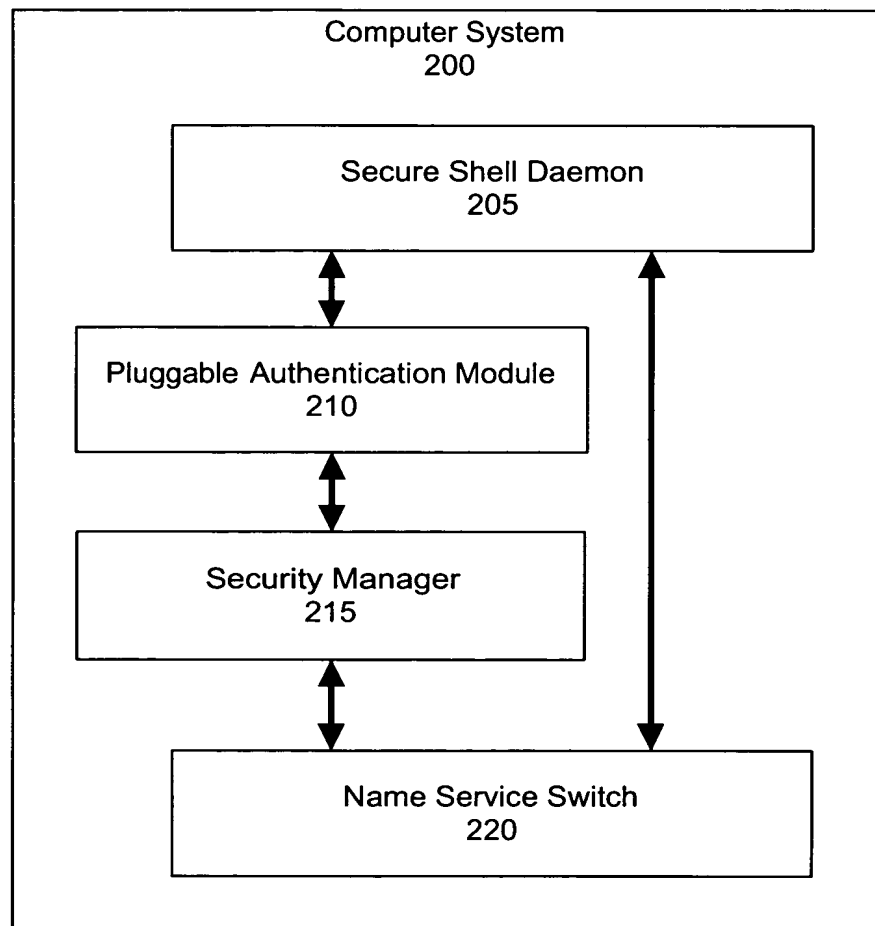 Computer System
200
Secure Shell Daemon
205
Pluggable Authentication Module
210
Security Manager
215
Name Service Switch
220